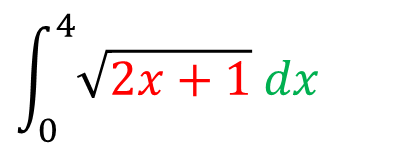 ∫₀⁴ √(2x + 1) dx